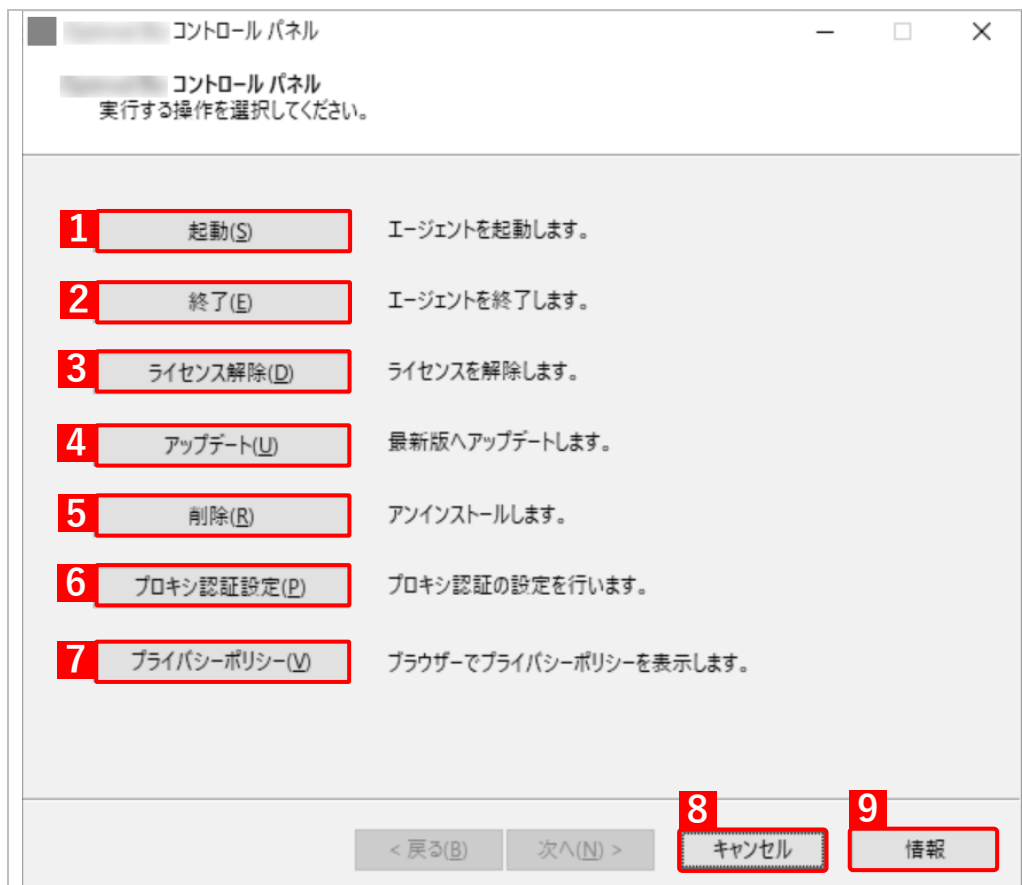 コントロール パネル
コントロール パネル
実行する操作を選択してください。
1 起動(S) エージェントを起動します。
2 終了(E) エージェントを終了します。
3 ライセンス解除(D) ライセンスを解除します。
4 アップデート(U) 最新版へアップデートします。
5 削除(R) アンインストールします。
6 プロキシ認証設定(P) プロキシ認証の設定を行います。
7 プライバシーポリシー(V) ブラウザーでプライバシーポリシーを表示します。
8 9
< 戻る(B) 次へ(N) > キャンセル 情報